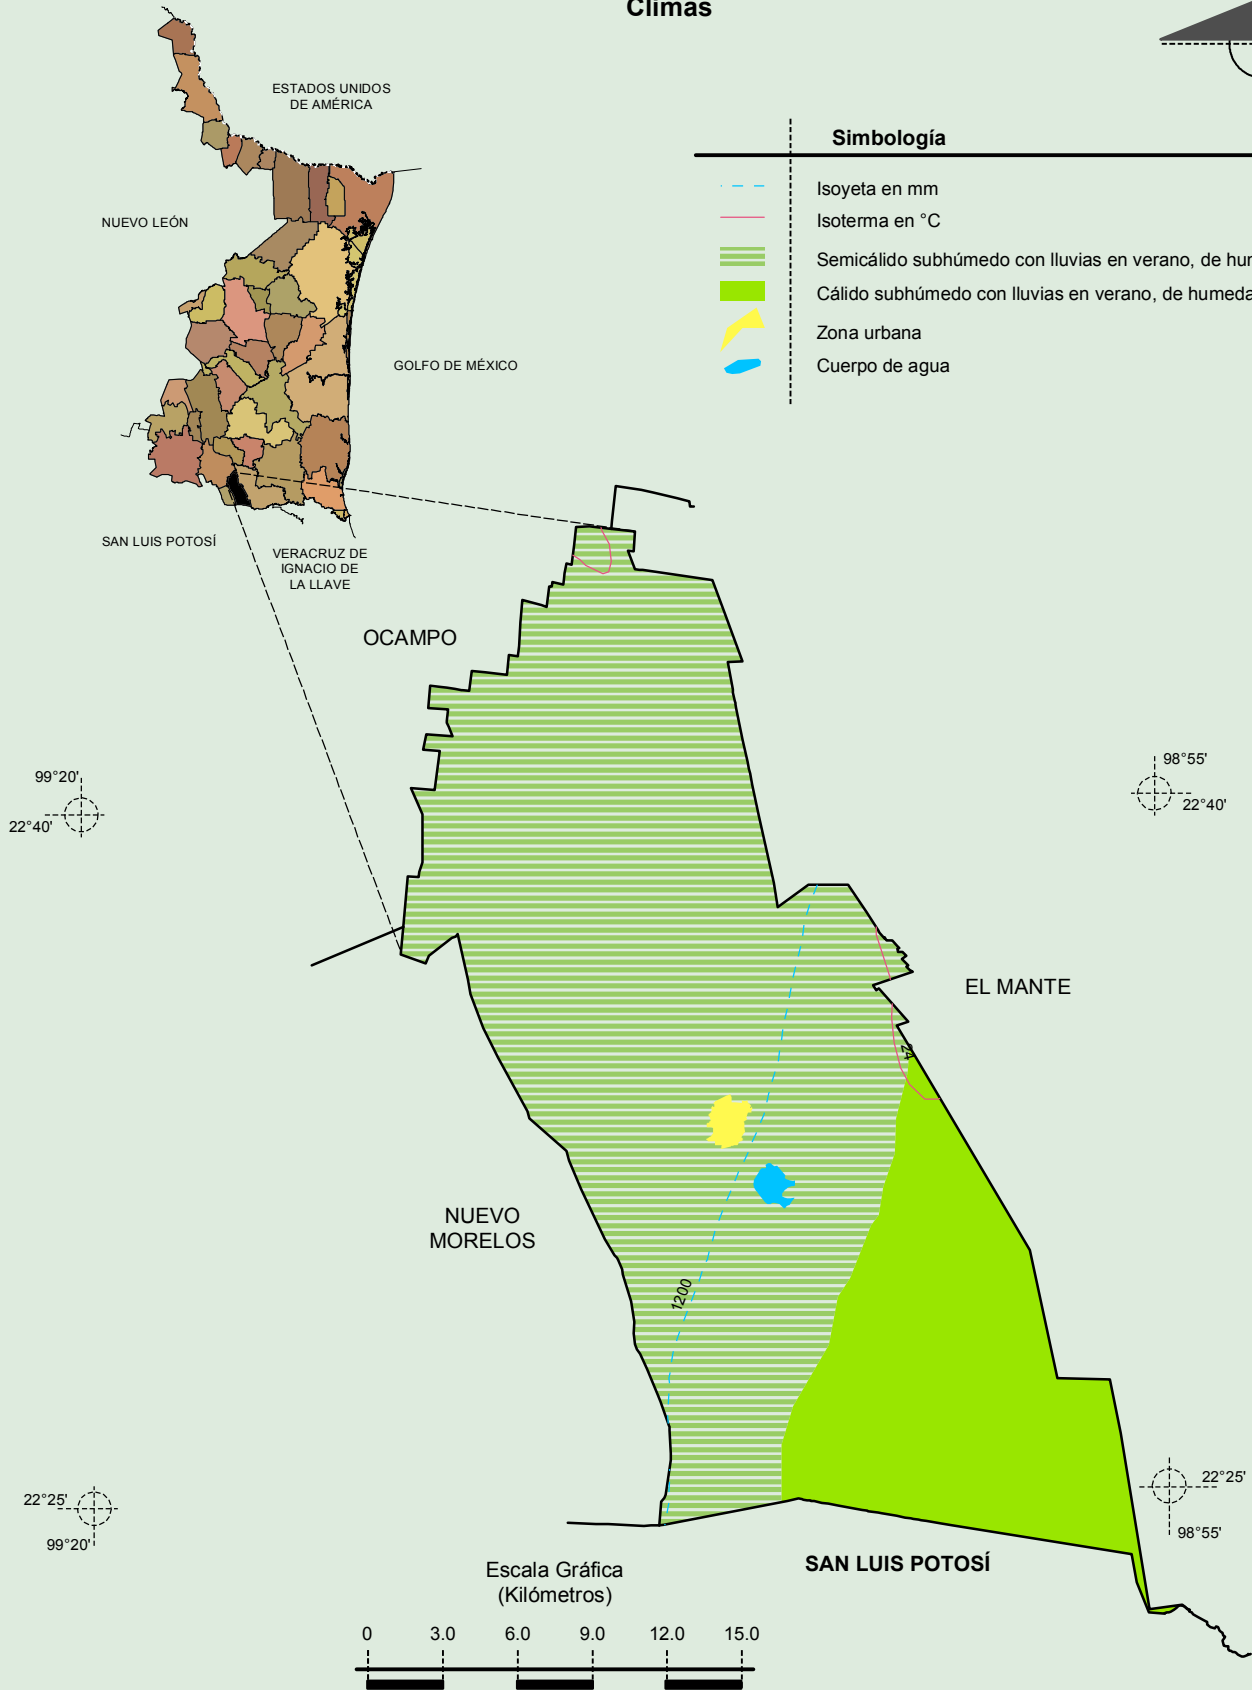 Climas
ESTADOS UNIDOS
DE AMÉRICA
NUEVO LEÓN
GOLFO DE MÉXICO
SAN LUIS POTOSÍ
VERACRUZ DE
IGNACIO DE
LA LLAVE
Simbología
Isoyeta en mm
Isoterma en °C
Semicálido subhúmedo con lluvias en verano, de
Cálido subhúmedo con lluvias en verano, de
Zona urbana
Cuerpo de agua
OCAMPO
99°20'
22°40'
98°55'
22°40'
EL MANTE
24
NUEVO
MORELOS
1200
22°25'
99°20'
22°25'
98°55'
SAN LUIS POTOSÍ
Escala Gráfica
(Kilómetros)
0 3.0 6.0 9.0 12.0 15.0